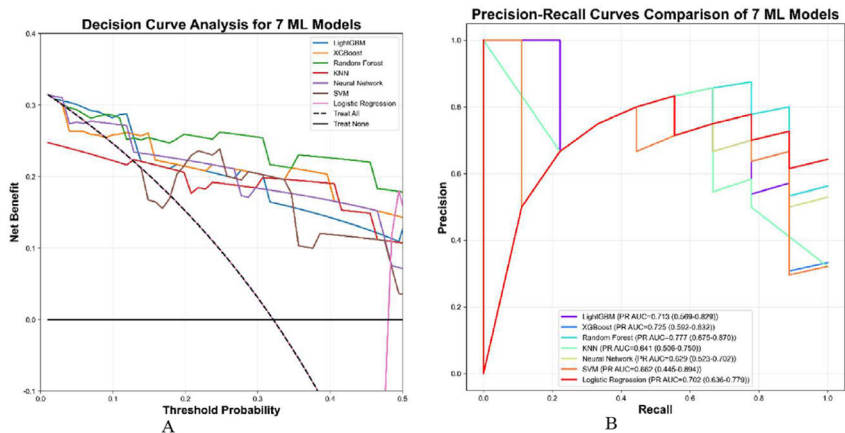 Decision Curve Analysis for 7 ML Models
LightGBM
XGBoost
Random Forest
KNN
Neural Network
SVM
Logistic Regression
Treat All
Treat None
Net Benefit
0.4
0.3
0.2
0.1
0.0
-0.1
0.0
0.1
0.2
0.3
0.4
0.5
Threshold Probability
A
Precision-Recall Curves Comparison of 7 ML Models
Precision
1.0
0.8
0.6
0.4
0.2
0.0
LightGBM (PR AUC=0.713 (0.569-0.829))
XGBoost (PR AUC=0.725 (0.592-0.832))
Random Forest (PR AUC=0.777 (0.675-0.870))
KNN (PR AUC=0.641 (0.506-0.750))
Neural Network (PR AUC=0.629 (0.523-0.702))
SVM (PR AUC=0.662 (0.445-0.894))
Logistic Regression (PR AUC=0.702 (0.636-0.779))
0.0
0.2
0.4
0.6
0.8
1.0
Recall
B